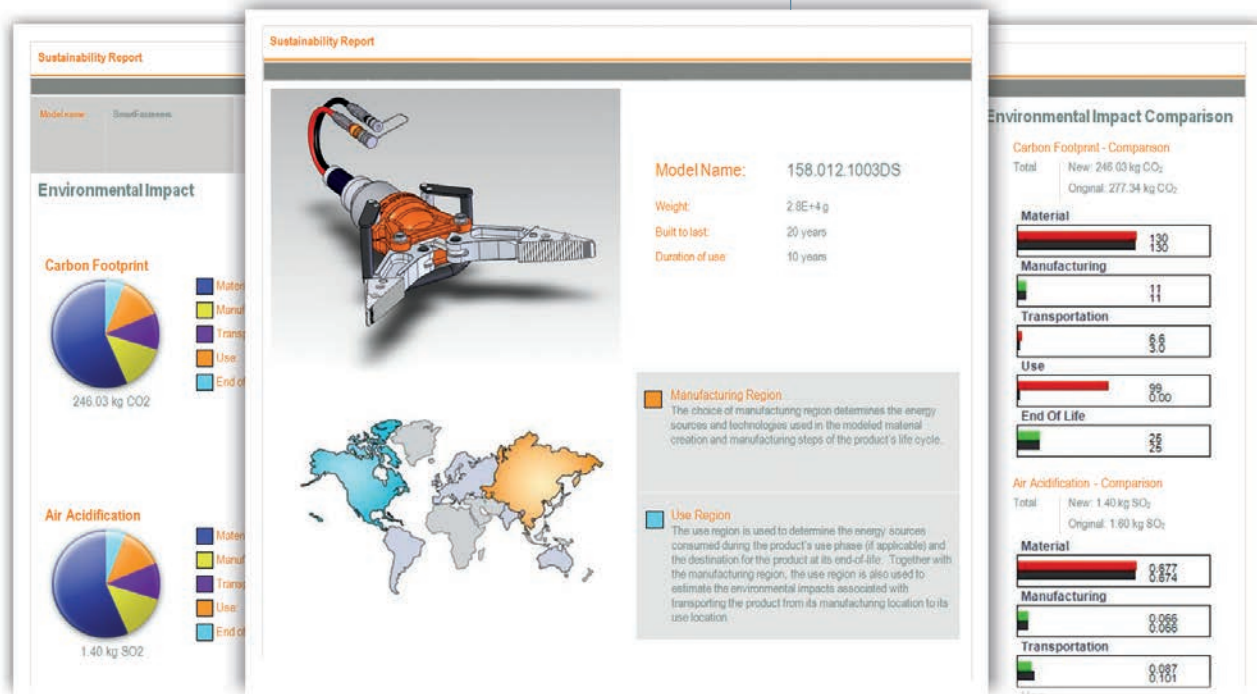 Sustainability Report
Model name
Environmental Impact
Carbon Footprint
246.03 kg CO2
Use:
End of
Air Acidification
1.40 kg SO2
Use:
End of
Sustainability Report
Model Name: 158.012.1003DS
Weight: 2.8E+4 g
Built to last: 20 years
Duration of use: 10 years
Manufacturing Region
The choice of manufacturing region determines the energy
sources and technologies used in the modeled material
creation and manufacturing steps of the product's life cycle.
Use Region
The use region is used to determine the energy sources
consumed during the product's use phase (if applicable) and
the destination for the product at its end-of-life. Together with
the manufacturing region, the use region is also used to
estimate the environmental impacts associated with
transporting the product from its manufacturing location to its
use location
Environmental Impact Comparison
Carbon Footprint - Comparison
Total New: 246.03 kg CO₂
Original: 277.34 kg CO₂
Material
130
130
Manufacturing
11
11
Transportation
6.6
3.0
Use
99
0.00
End Of Life
25
25
Air Acidification - Comparison
Total New: 1.40 kg SO₂
Original: 1.60 kg SO₂
Material
0.677
0.674
Manufacturing
0.066
0.066
Transportation
0.087
0.101